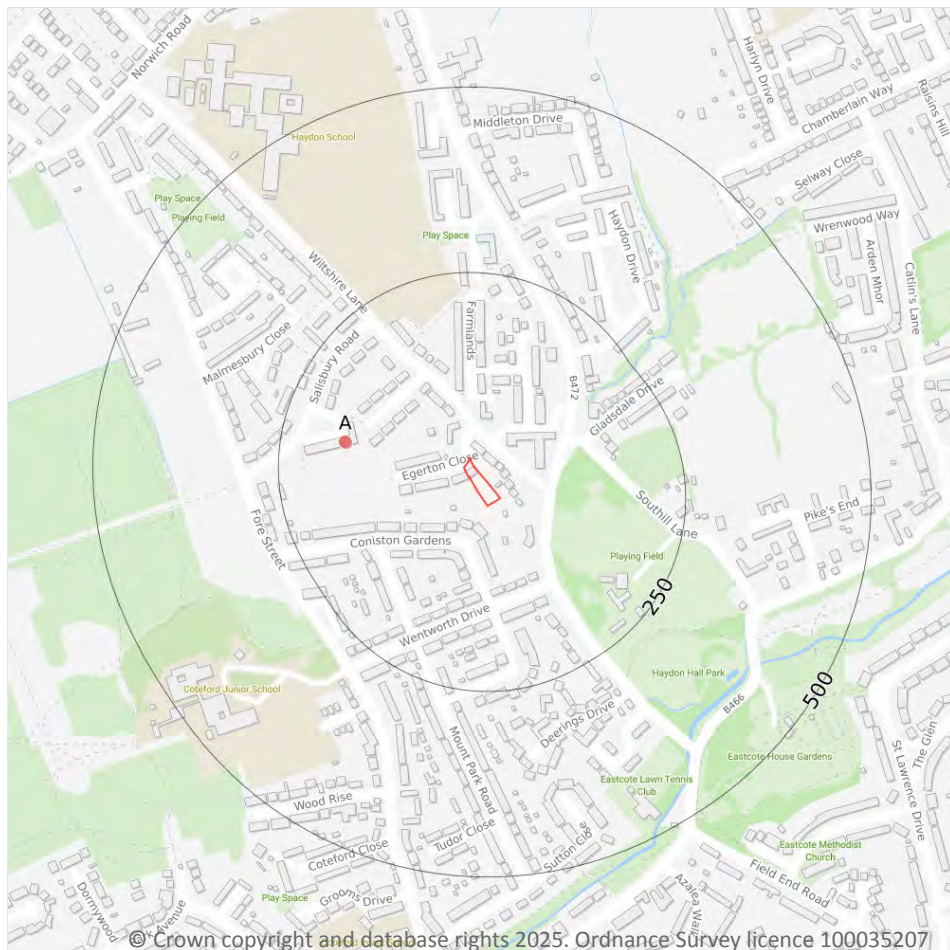 Norwich Road
Haydon School
Middleton Drive
Harlyn Drive
Chamberlain Way
Selway Close
Wrenwood Way
Arden Mhor
Catlin's Lane
Play Space
Playing Field
Play Space
Haydon Drive
Wiltshire Lane
Farmlands
Malmesbury Close
Salisbury Road
B472
Gladsdale Drive
A
Egerton Close
Southill Lane
Pike's End
Fore Street
Coniston Gardens
Playing Field
250
Wentworth Drive
Haydon Hall Park
Coteford Junior School
500
B466
Deerings Drive
Mount Park Road
Eastcote House Gardens
St Lawrence Drive
The Glen
Eastcote Lawn Tennis
Club
Wood Rise
Tudor Close
Coteford Close
Sutton Close
Eastcote Methodist
Church
Field End Road
Play Space
Grooms Drive
Dormywood
Avenue
© Crown copyright and database rights 2025. Ordnance Survey licence 100035207